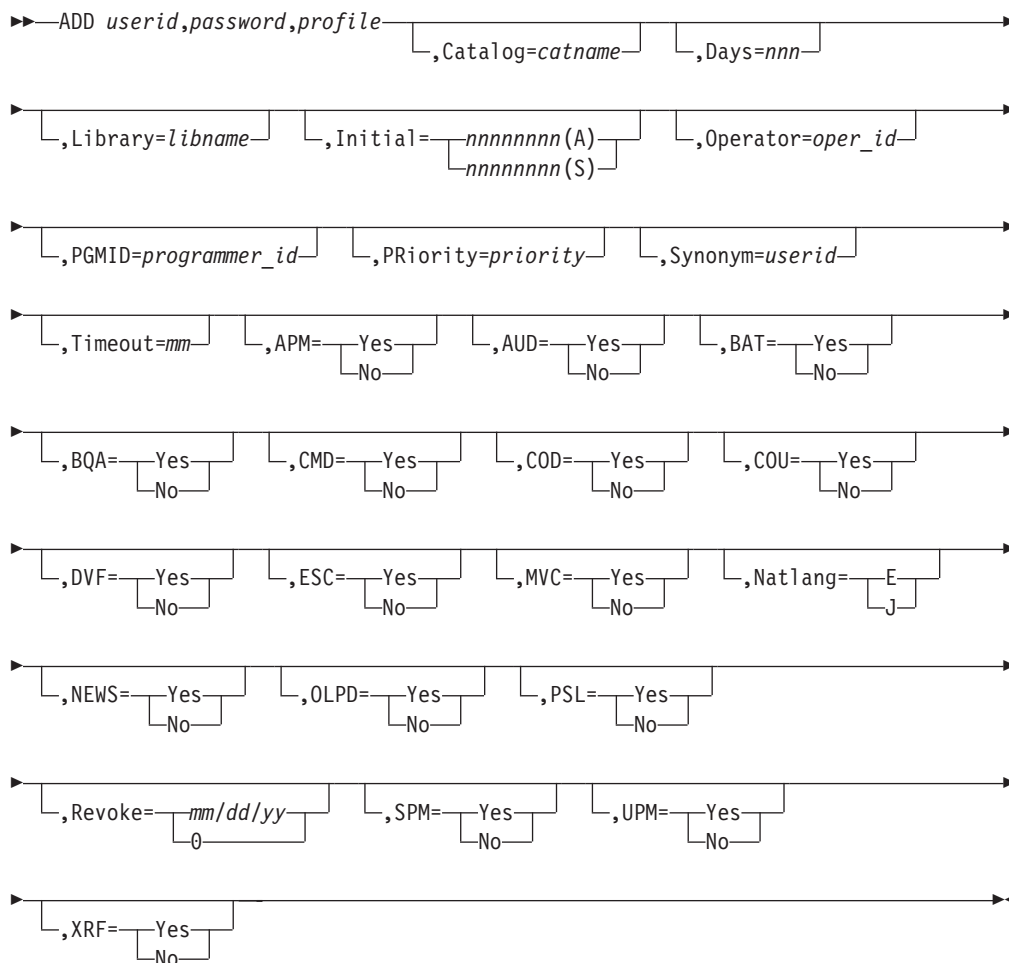 ADD userid,password,profile
,Catalog=catname ,Days=nnn
,Library=libname ,Initial= nnnnnnnn(A) ,Operator=oper_id
nnnnnnnn(S)
,PGMID=programmer_id ,PRiority=priority ,Synonym=userid
,Timeout=mm ,APM= Yes ,AUD= Yes ,BAT= Yes
No No No
,BQA= Yes ,CMD= Yes ,COD= Yes ,COU= Yes
No No No No
,DVF= Yes ,ESC= Yes ,MVC= Yes ,Natlang= E
No No No J
,NEWS= Yes ,OLPD= Yes ,PSL= Yes
No No No
,Revoke= mm/dd/yy ,SPM= Yes ,UPM= Yes
0 No No
,XRF= Yes
No